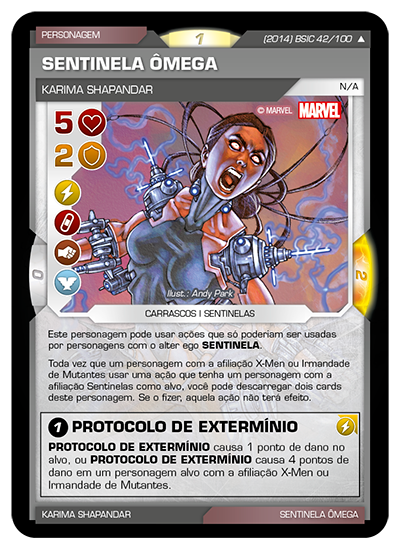 PERSONAGEM
1
(2014) BSIC 42/100 ▲
SENTINELA ÔMEGA
KARIMA SHAPANDAR
N/A
© MARVEL MARVEL
5
2
0
2
Ilust.: Andy Park
CARRASCOS | SENTINELAS
Este personagem pode usar ações que só poderiam ser usadas
por personagens com o alter ego SENTINELA.
Toda vez que um personagem com a afiliação X-Men ou Irmandade
de Mutantes usar uma ação que tenha um personagem com a
afiliação Sentinelas como alvo, você pode descarregar dois cards
deste personagem. Se o fizer, aquela ação não terá efeito.
1 PROTOCOLO DE EXTERMÍNIO
PROTOCOLO DE EXTERMÍNIO causa 1 ponto de dano no
alvo, ou PROTOCOLO DE EXTERMÍNIO causa 4 pontos de
dano em um personagem alvo com a afiliação X-Men ou
Irmandade de Mutantes.
KARIMA SHAPANDAR
SENTINELA ÔMEGA